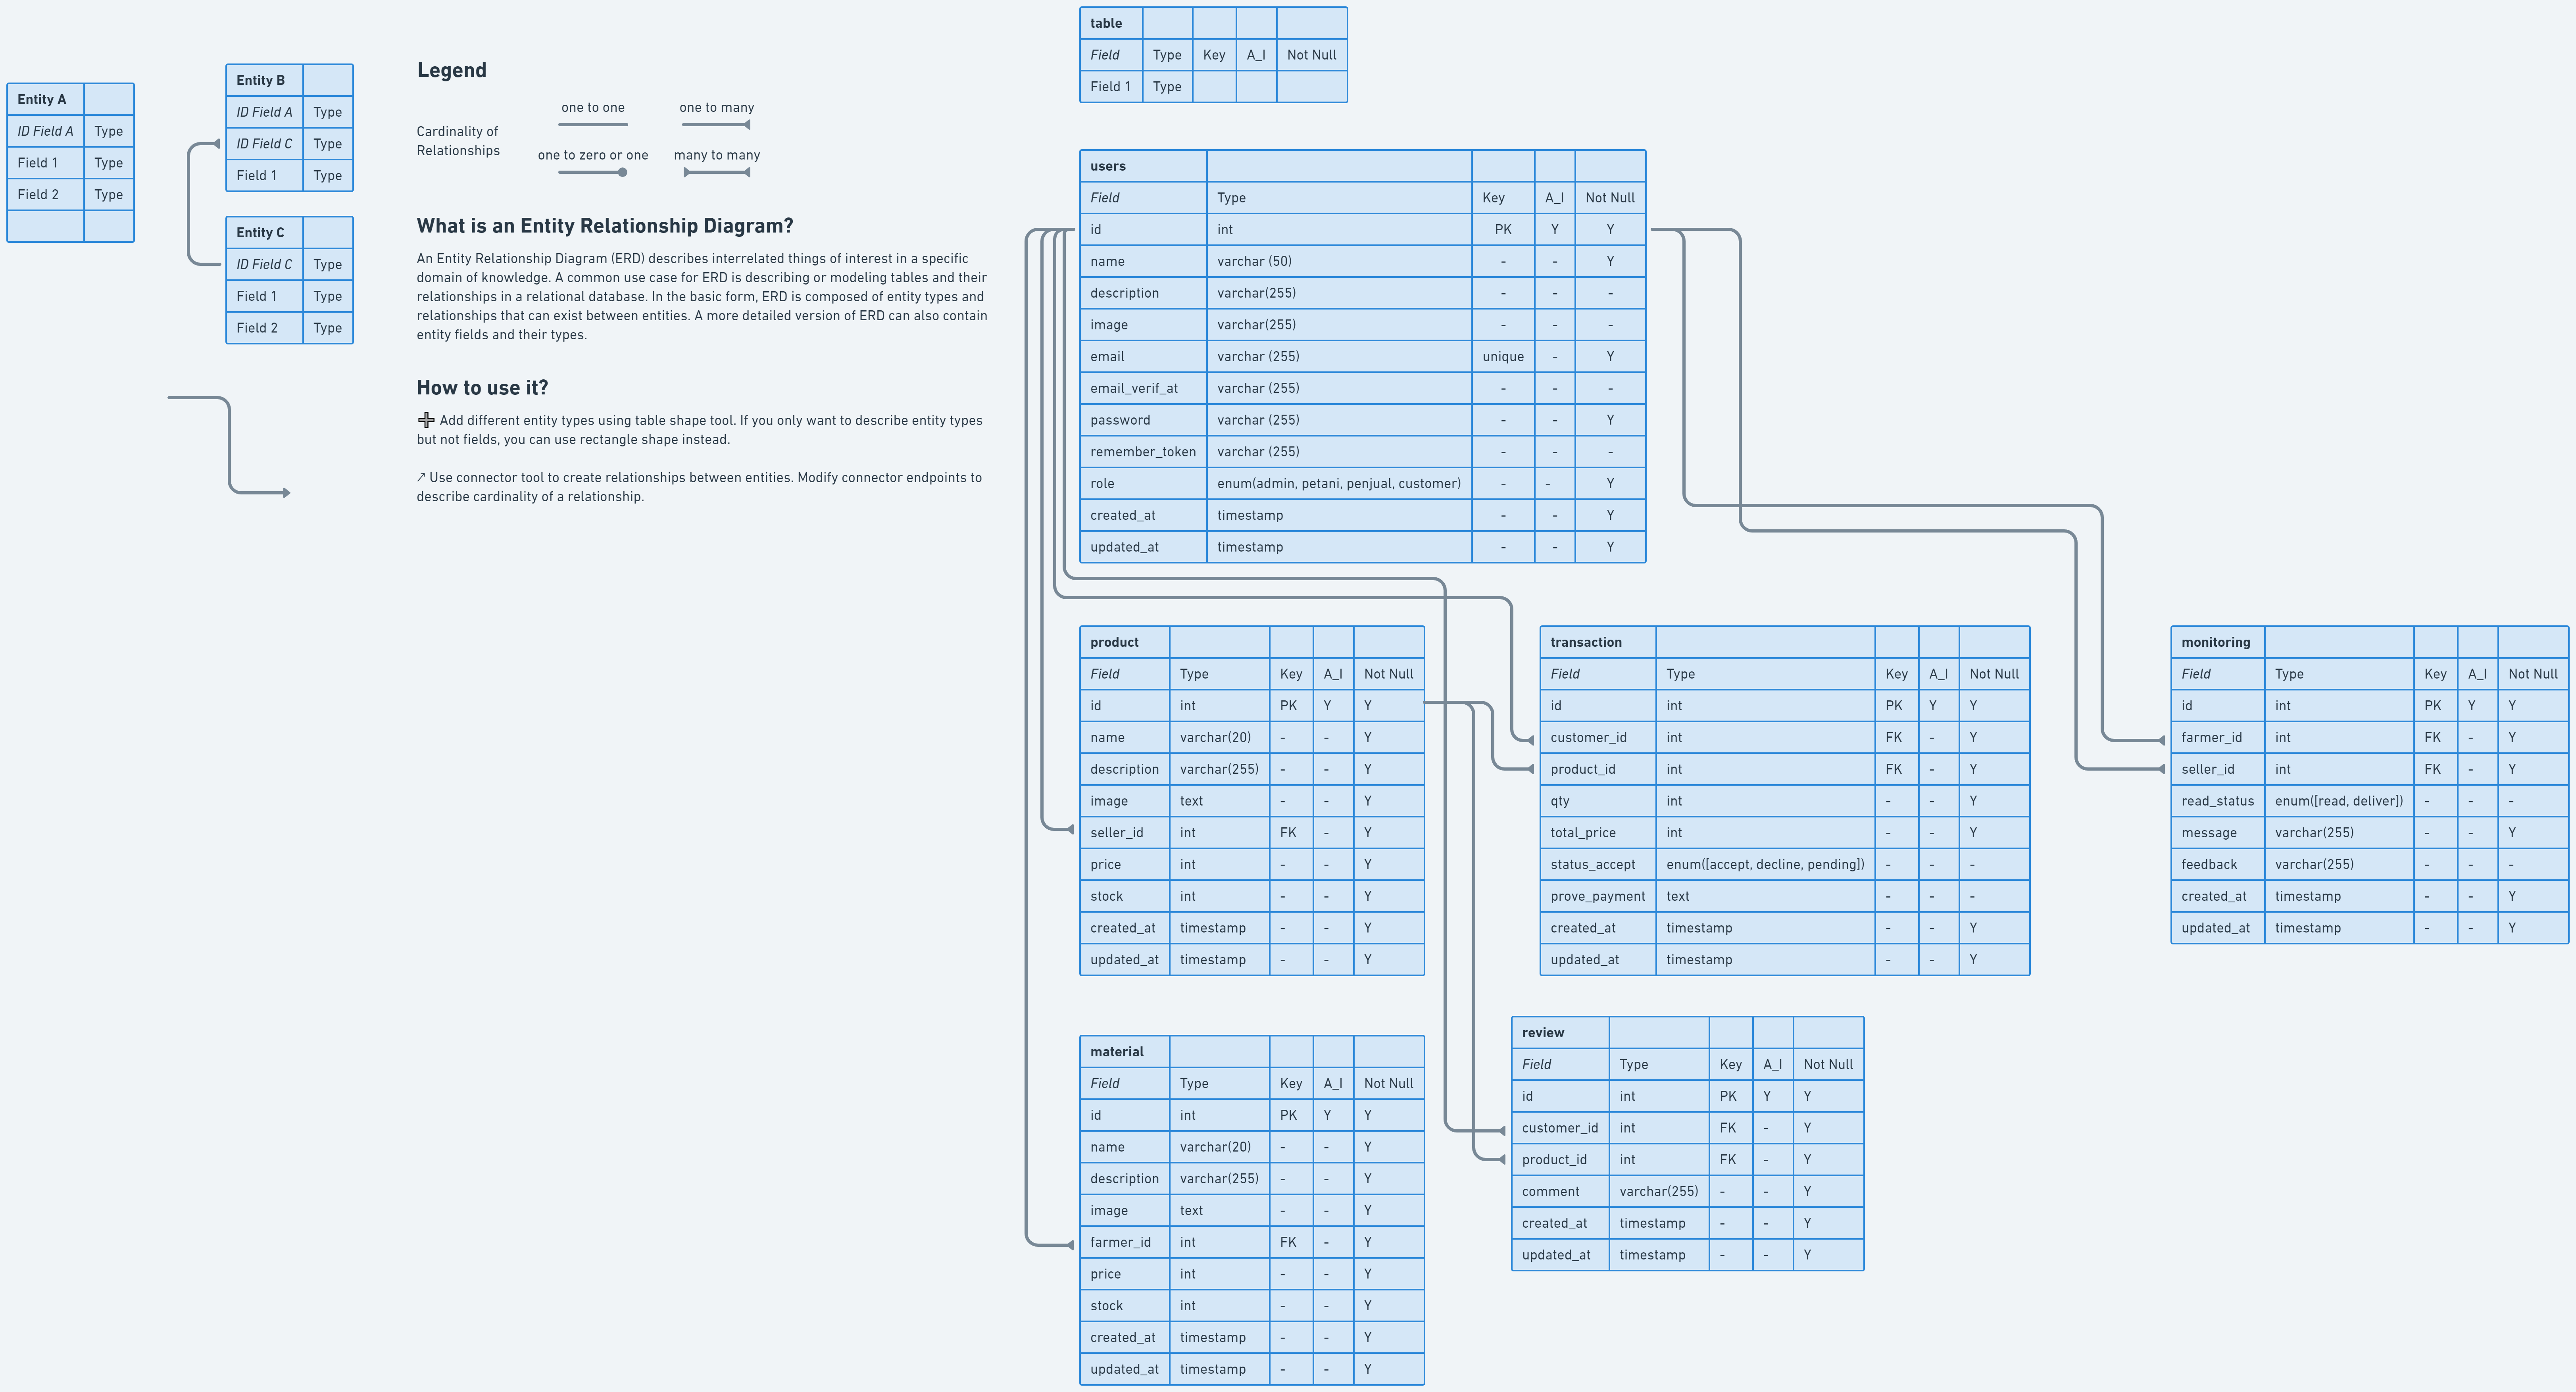 Entity A
ID Field A Type
Field 1 Type
Field 2 Type
Entity B
ID Field A Type
ID Field C Type
Field 1 Type
Entity C
ID Field C Type
Field 1 Type
Field 2 Type
Legend
Cardinality of
Relationships
one to one
one to many
one to zero or one
many to many
What is an Entity Relationship Diagram?
An Entity Relationship Diagram (ERD) describes interrelated things of interest in a specific
domain of knowledge. A common use case for ERD is describing or modeling tables and their
relationships in a relational database. In the basic form, ERD is composed of entity types and
relationships that can exist between entities. A more detailed version of ERD can also contain
entity fields and their types.
How to use it?
➕ Add different entity types using table shape tool. If you only want to describe entity types
but not fields, you can use rectangle shape instead.
↗ Use connector tool to create relationships between entities. Modify connector endpoints to
describe cardinality of a relationship.
table
Field Type Key A_I Not Null
Field 1 Type
users
Field Type Key A_I Not Null
id int PK Y Y
name varchar (50) - - Y
description varchar(255) - - -
image varchar(255) - - -
email varchar (255) unique - Y
email_verif_at varchar (255) - - -
password varchar (255) - - Y
remember_token varchar (255) - - -
role enum(admin, petani, penjual, customer) - - Y
created_at timestamp - - Y
updated_at timestamp - - Y
product
Field Type Key A_I Not Null
id int PK Y Y
name varchar(20) - - Y
description varchar(255) - - Y
image text - - Y
seller_id int FK - Y
price int - - Y
stock int - - Y
created_at timestamp - - Y
updated_at timestamp - - Y
transaction
Field Type Key A_I Not Null
id int PK Y Y
customer_id int FK - Y
product_id int FK - Y
qty int - - Y
total_price int - - Y
status_accept enum([accept, decline, pending]) - - -
prove_payment text - - -
created_at timestamp - - Y
updated_at timestamp - - Y
monitoring
Field Type Key A_I Not Null
id int PK Y Y
farmer_id int FK - Y
seller_id int FK - Y
read_status enum([read, deliver]) - - -
message varchar(255) - - Y
feedback varchar(255) - - -
created_at timestamp - - Y
updated_at timestamp - - Y
material
Field Type Key A_I Not Null
id int PK Y Y
name varchar(20) - - Y
description varchar(255) - - Y
image text - - Y
farmer_id int FK - Y
price int - - Y
stock int - - Y
created_at timestamp - - Y
updated_at timestamp - - Y
review
Field Type Key A_I Not Null
id int PK Y Y
customer_id int FK - Y
product_id int FK - Y
comment varchar(255) - - Y
created_at timestamp - - Y
updated_at timestamp - - Y